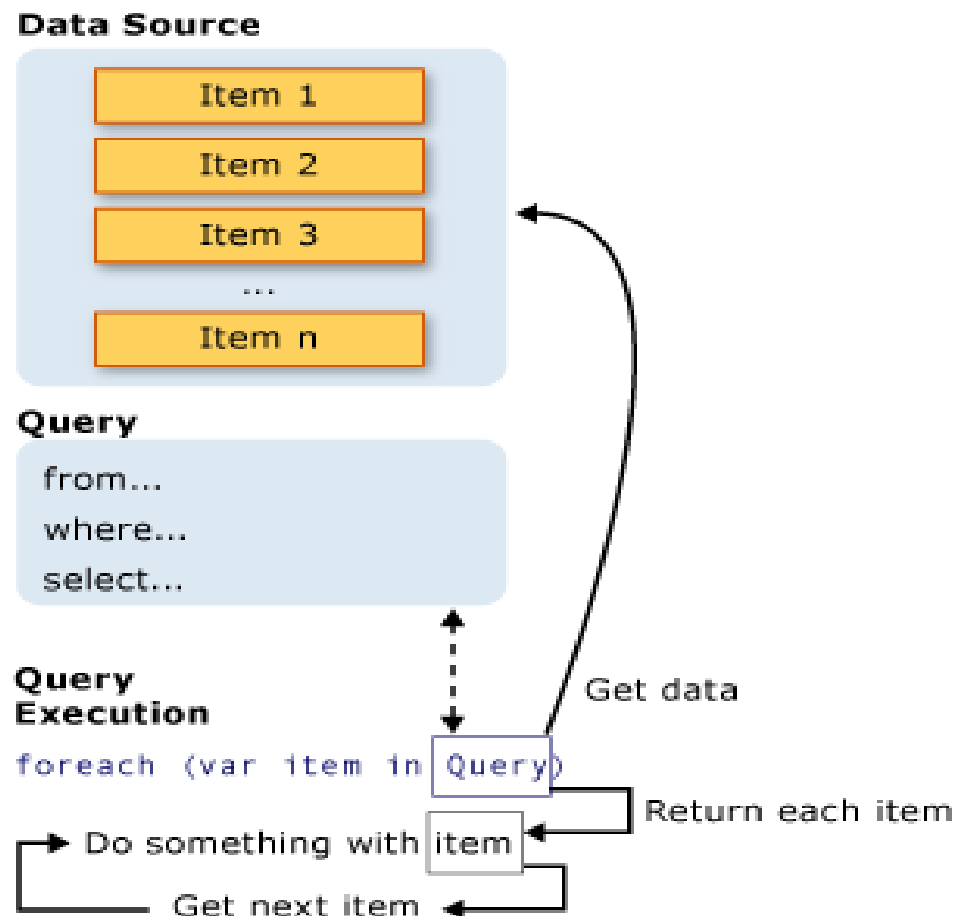 Data Source
Item 1
Item 2
Item 3
...
Item n
Query
from...
where...
select...
Query
Execution
Get data
foreach (var item in Query)
Return each item
Do something with item
Get next item